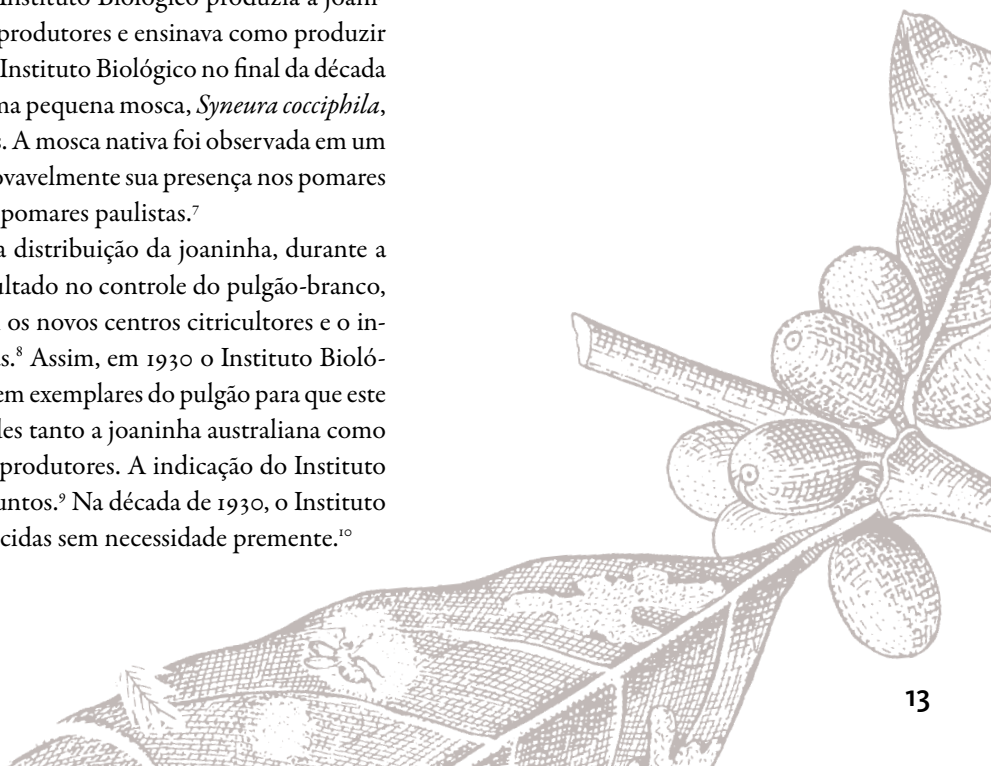 Instituto Biológico produzia a joani-
produtores e ensinava como produzir
Instituto Biológico no final da década
ma pequena mosca, Syneura cocciphila,
s. A mosca nativa foi observada em um
ovavelmente sua presença nos pomares
pomares paulistas.⁷
a distribuição da joaninha, durante a
ultado no controle do pulgão-branco,
os novos centros citricultores e o in-
s.⁸ Assim, em 1930 o Instituto Bioló-
em exemplares do pulgão para que este
les tanto a joaninha australiana como
produtores. A indicação do Instituto
untos.⁹ Na década de 1930, o Instituto
cidas sem necessidade premente.¹⁰
13